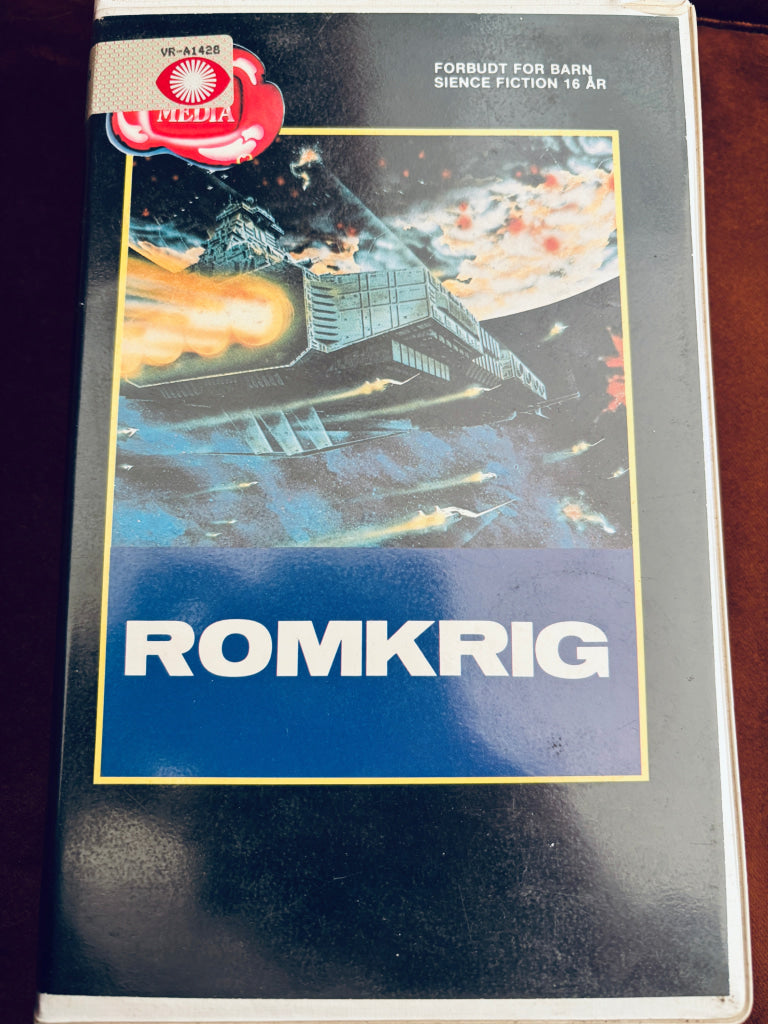 VR-A1428
MEDIA
FORBUDT FOR BARN
SIENCE FICTION 16 ÅR
ROMKRIG